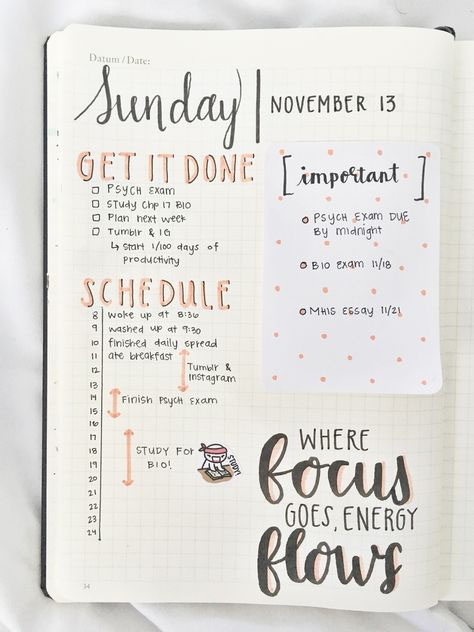 Datum / Date:
Sunday
NOVEMBER 13
GET IT DONE
PSYCH EXAM
STUDY CHP 17 BIO
Plan next week
Tumblr & IG
↳ start 1/100 days of
productivity
[important]
PSYCH EXAM DUE
BY midnight
BIO EXAM 11/18
MHIS ESSAY 11/21
SCHEDULE
8 woke up at 8:36
9 washed up at 9:30
10 finished daily spread
11 ate breakfast
12 Tumblr &
13 Instagram
14 Finish PSYCH EXAM
15
16
17
18 STUDY FOR
19 BIO!
20
21
22
23
24
STUDY
WHERE
focus
GOES, ENERGY
flows
34